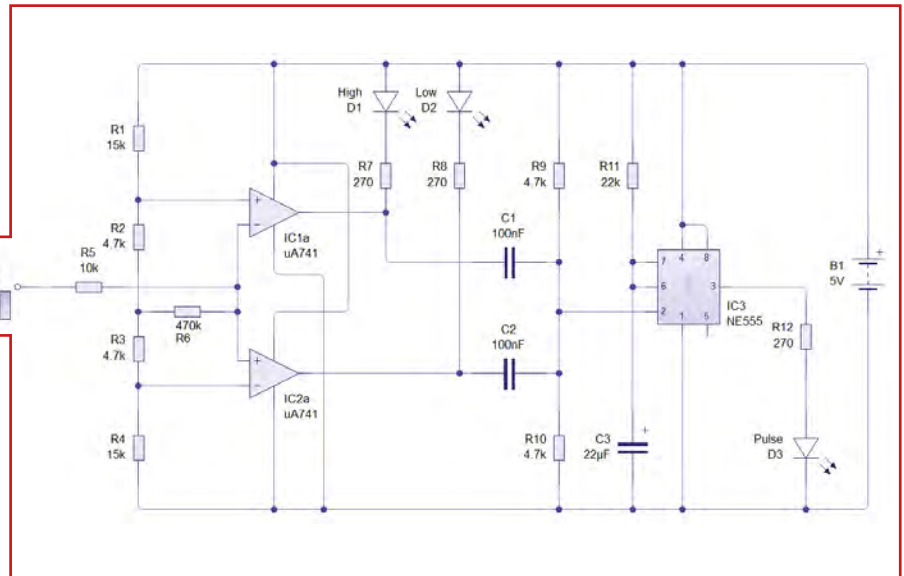 High
D1
Low
D2
R1
15k
R7
270
R8
270
R9
4.7k
R11
22k
+
-
IC1a
uA741
C1
100nF
R2
4.7k
R5
10k
470k
R6
7
6
2
4
8
3
1
5
IC3
NE555
+
B1
5V
R12
270
R3
4.7k
+
-
IC2a
uA741
C2
100nF
R4
15k
R10
4.7k
C3
22µF
+
Pulse
D3